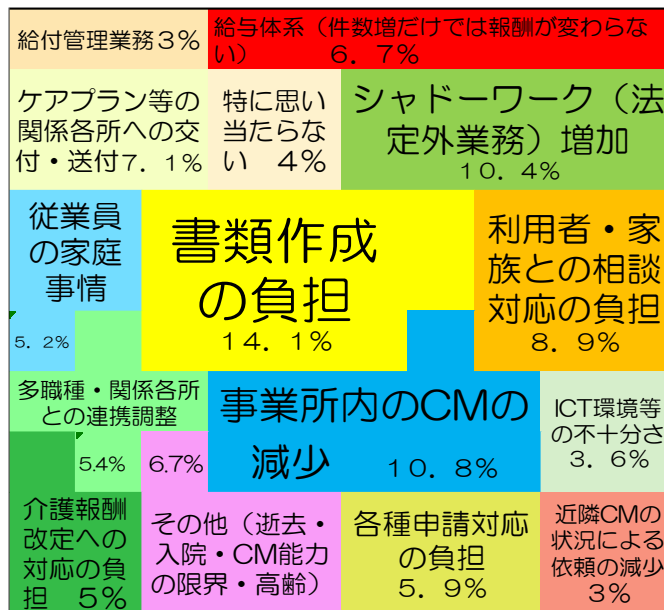 給付管理業務3%
給与体系（件数増だけでは報酬が変わらな
い）　　　　６．７%
ケアプラン等の
関係各所への交
付・送付7．1%
特に思い
当たらな
い　4%
シャドーワーク（法
定外業務）増加
１０．４%
従業員
の家庭
事情
５．２%
書類作成
の負担
１４．１%
利用者・家
族との相談
対応の負担
８．９%
多職種・関係各所
との連携調整
5.4%
事業所内のCMの
減少　１０．８%
ICT環境等
の不十分さ
３．６%
介護報酬
改定への
対応の負
担　5%
6.7%
その他（逝去・
入院・CM能力
の限界・高齢）
各種申請対応
の負担
５．９%
近隣CMの
状況による
依頼の減少
3%